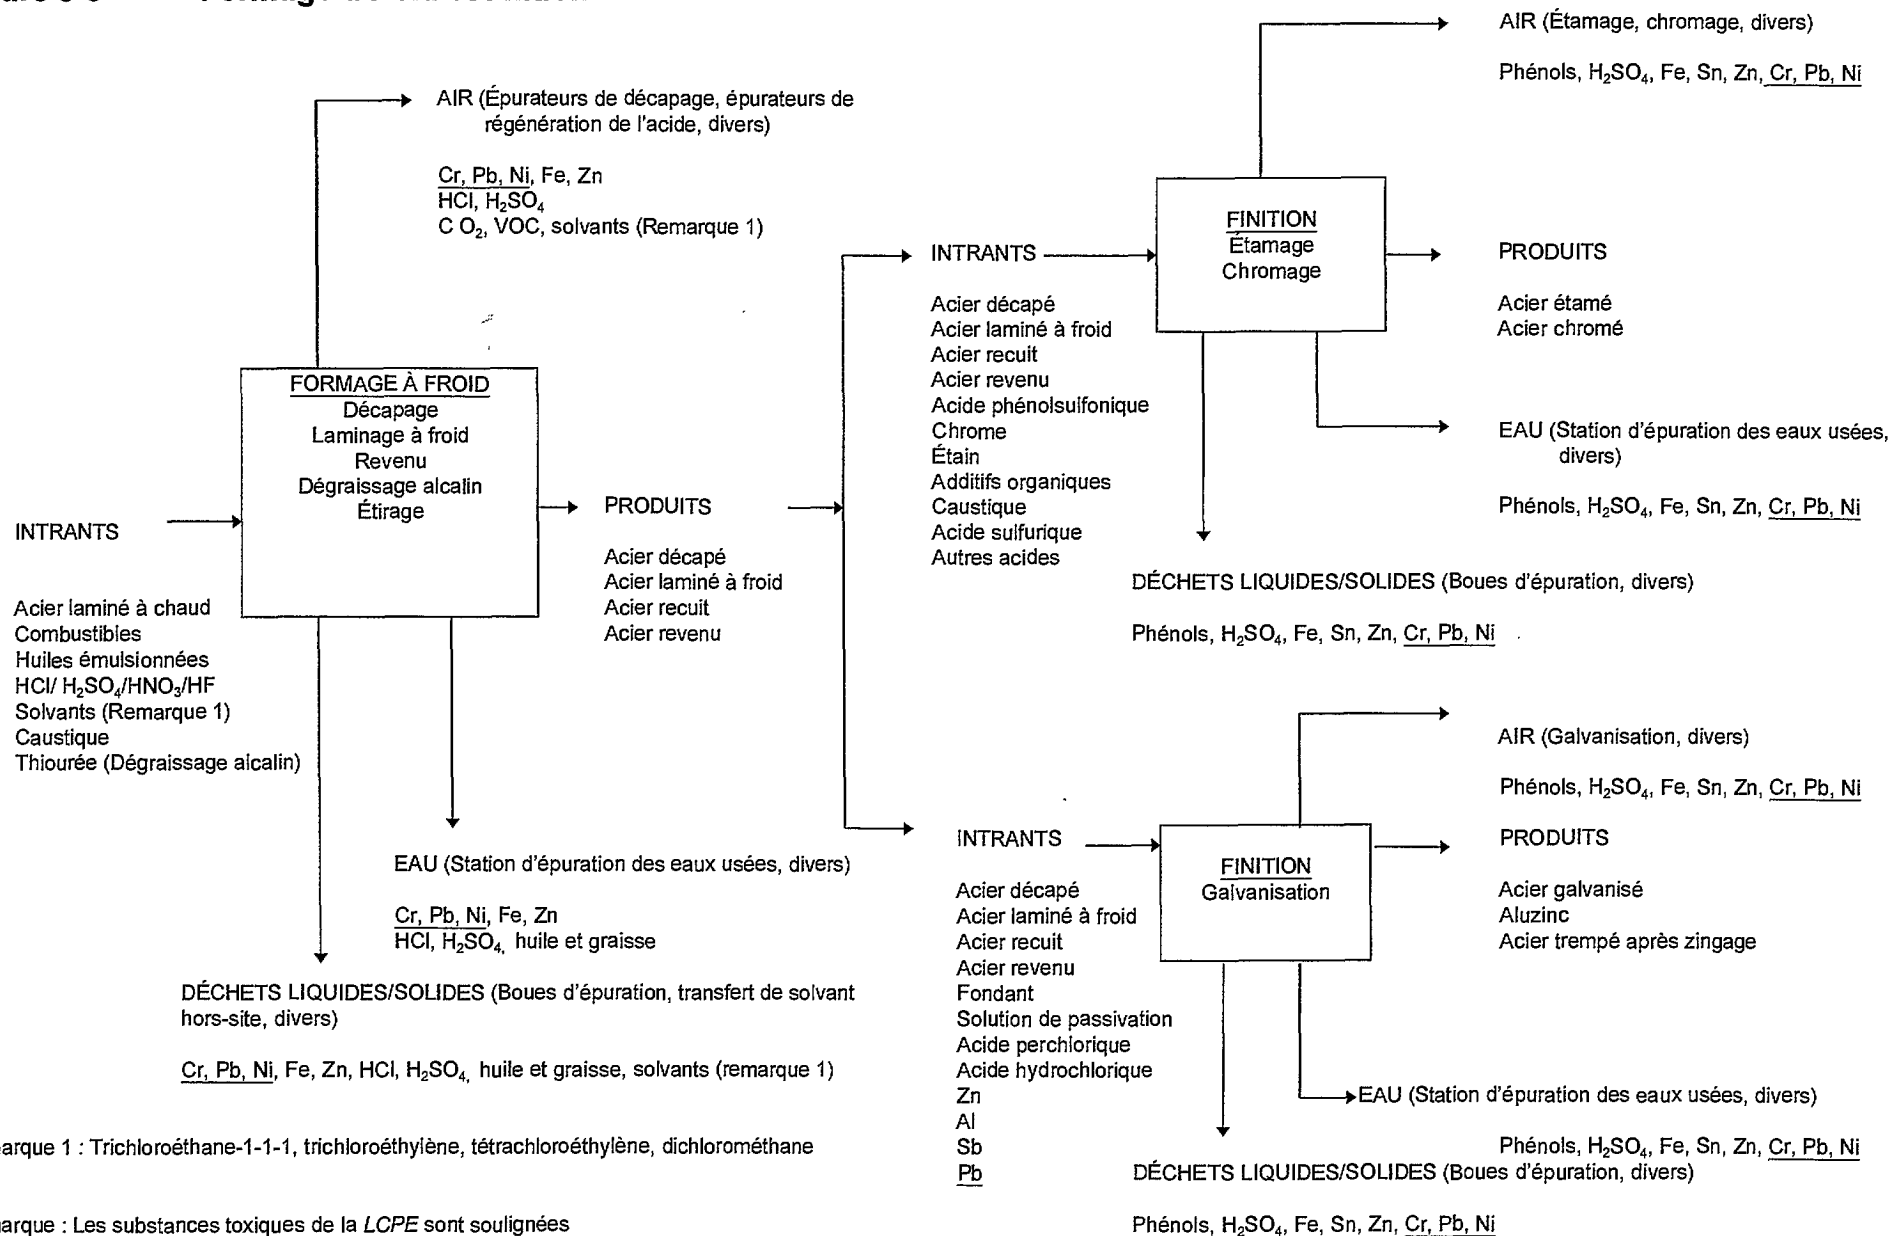 AIR (Étamage, chromage, divers)
Phénols, H₂SO₄, Fe, Sn, Zn, Cr, Pb, Ni
AIR (Épurateurs de décapage, épurateurs de
régénération de l'acide, divers)
Cr, Pb, Ni, Fe, Zn
HCl, H₂SO₄
C O₂, VOC, solvants (Remarque 1)
FORMAGE À FROID
Décapage
Laminage à froid
Revenu
Dégraissage alcalin
Étirage
INTRANTS
Acier laminé à chaud
Combustibles
Huiles émulsionnées
HCl/ H₂SO₄/HNO₃/HF
Solvants (Remarque 1)
Caustique
Thiourée (Dégraissage alcalin)
PRODUITS
Acier décapé
Acier laminé à froid
Acier recuit
Acier revenu
EAU (Station d'épuration des eaux usées, divers)
Cr, Pb, Ni, Fe, Zn
HCl, H₂SO₄, huile et graisse
DÉCHETS LIQUIDES/SOLIDES (Boues d'épuration, transfert de solvant
hors-site, divers)
Cr, Pb, Ni, Fe, Zn, HCl, H₂SO₄, huile et graisse, solvants (remarque 1)
INTRANTS
Acier décapé
Acier laminé à froid
Acier recuit
Acier revenu
Acide phénolsulfonique
Chrome
Étain
Additifs organiques
Caustique
Acide sulfurique
Autres acides
FINITION
Étamage
Chromage
PRODUITS
Acier étamé
Acier chromé
EAU (Station d'épuration des eaux usées,
divers)
Phénols, H₂SO₄, Fe, Sn, Zn, Cr, Pb, Ni
DÉCHETS LIQUIDES/SOLIDES (Boues d'épuration, divers)
Phénols, H₂SO₄, Fe, Sn, Zn, Cr, Pb, Ni
AIR (Galvanisation, divers)
Phénols, H₂SO₄, Fe, Sn, Zn, Cr, Pb, Ni
INTRANTS
Acier décapé
Acier laminé à froid
Acier recuit
Acier revenu
Fondant
Solution de passivation
Acide perchlorique
Acide hydrochlorique
Zn
Al
Sb
Pb
FINITION
Galvanisation
PRODUITS
Acier galvanisé
Aluzinc
Acier trempé après zingage
EAU (Station d'épuration des eaux usées, divers)
Phénols, H₂SO₄, Fe, Sn, Zn, Cr, Pb, Ni
DÉCHETS LIQUIDES/SOLIDES (Boues d'épuration, divers)
Phénols, H₂SO₄, Fe, Sn, Zn, Cr, Pb, Ni
arque 1 : Trichloroéthane-1-1-1, trichloroéthylène, tétrachloroéthylène, dichlorométhane
arque : Les substances toxiques de la LCPE sont soulignées